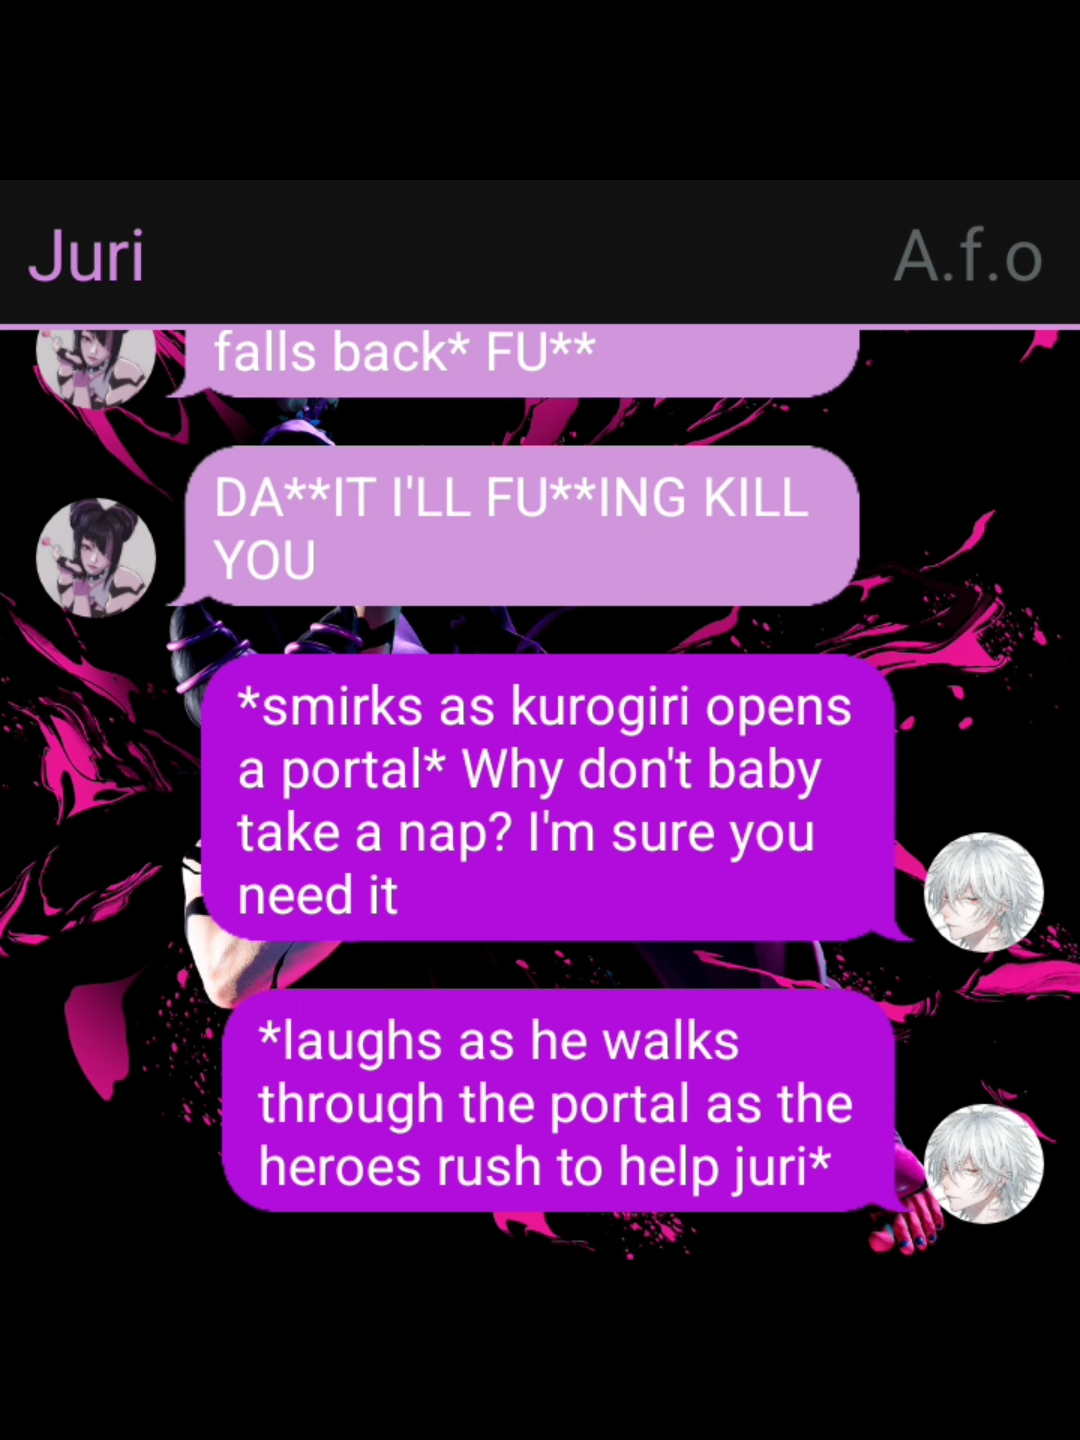 Juri
A.f.o
falls back* FU**
DA**IT I'LL FU**ING KILL
YOU
*smirks as kurogiri opens
a portal* Why don't baby
take a nap? I'm sure you
need it
*laughs as he walks
through the portal as the
heroes rush to help juri*